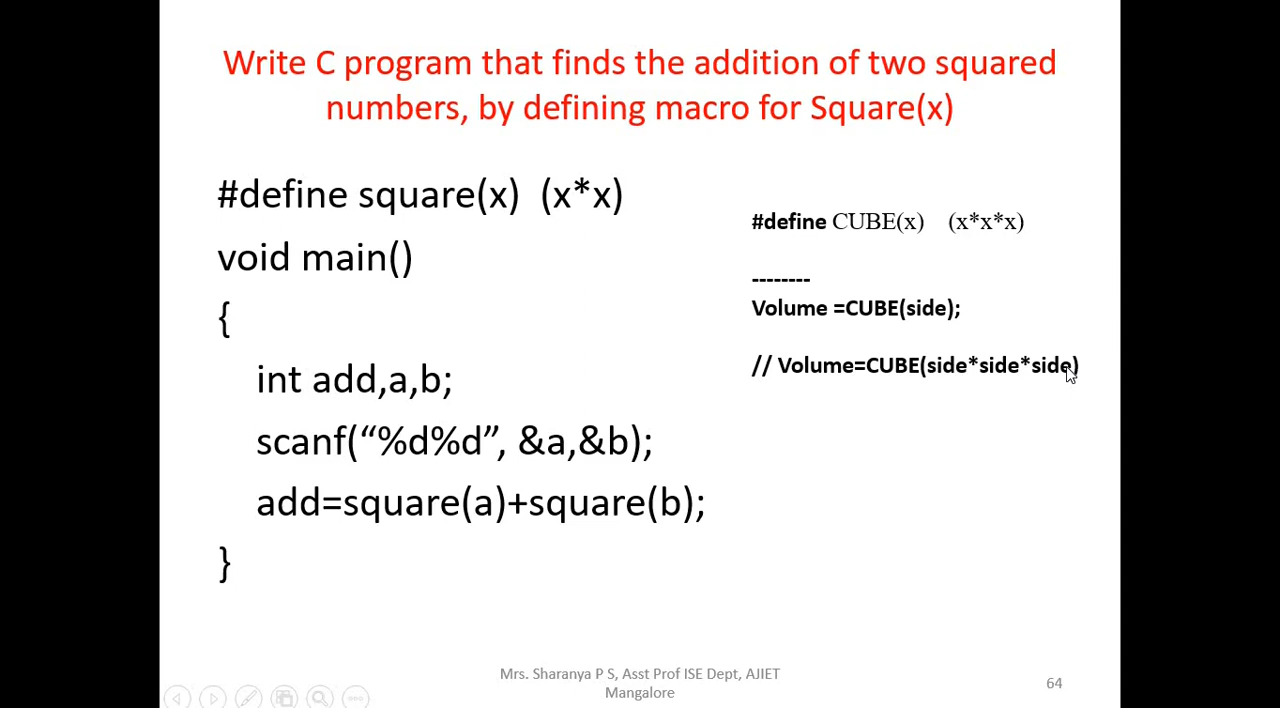 Write C program that finds the addition of two squared
numbers, by defining macro for Square(x)
#define square(x)  (x*x)
void main()
{
int add,a,b;
scanf(“%d%d”, &a,&b);
add=square(a)+square(b);
}
#define CUBE(x)    (x*x*x)
--------
Volume =CUBE(side);
// Volume=CUBE(side*side*side)
Mrs. Sharanya P S, Asst Prof ISE Dept, AJIET
Mangalore
64